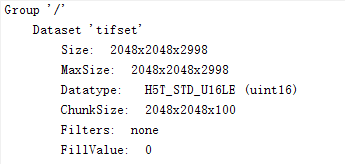 Group '/'
Dataset 'tifset'
Size: 2048x2048x2998
MaxSize: 2048x2048x2998
Datatype: H5T_STD_U16LE (uint16)
ChunkSize: 2048x2048x100
Filters: none
FillValue: 0